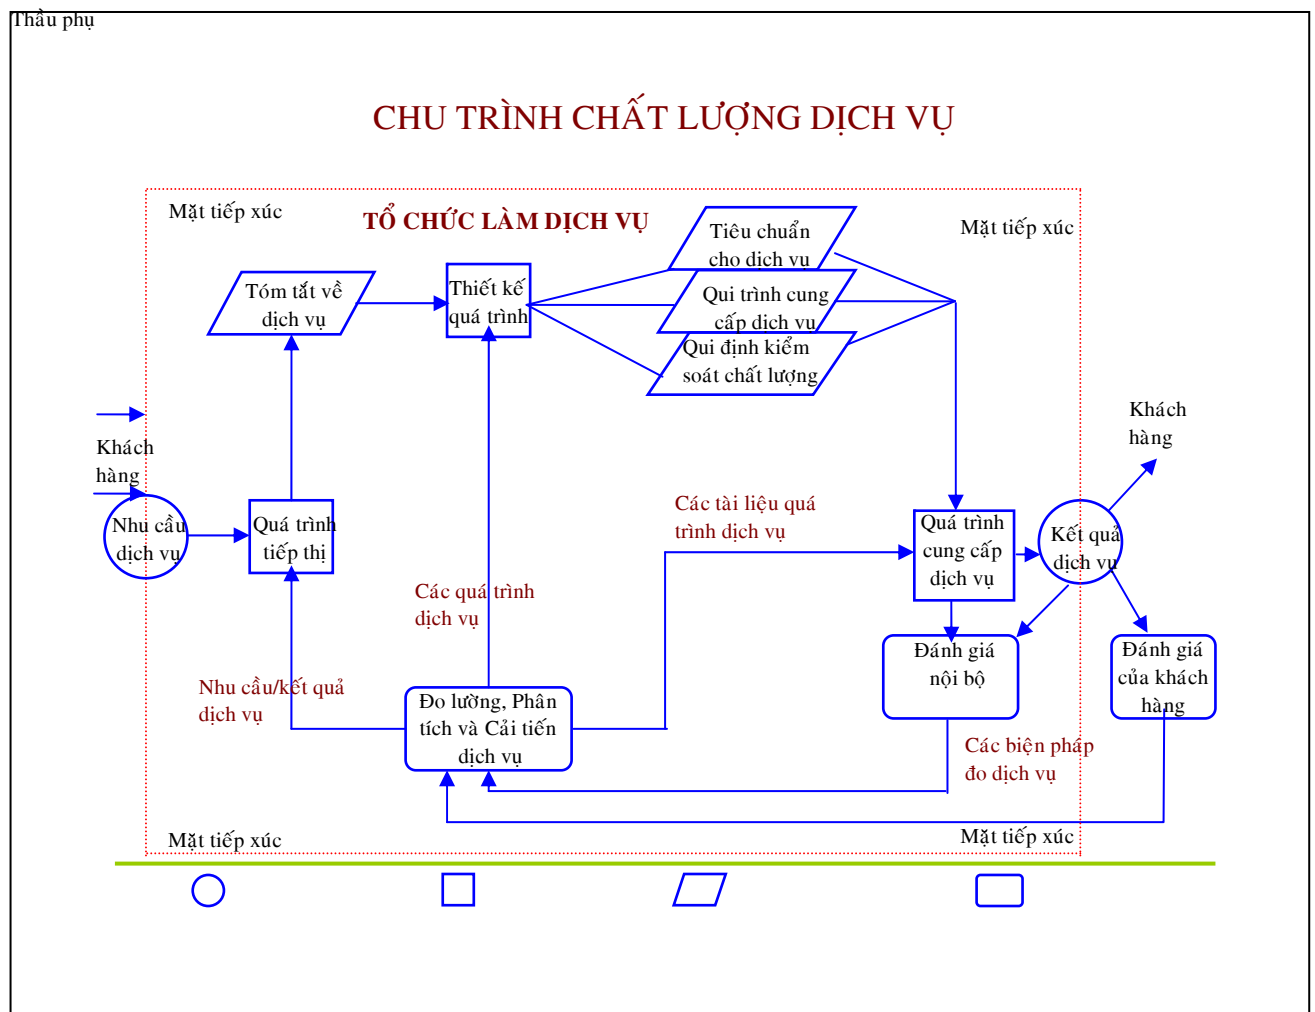 Thầu phụ
CHU TRÌNH CHẤT LƯỢNG DỊCH VỤ
Mặt tiếp xúc
TỔ CHỨC LÀM DỊCH VỤ
Mặt tiếp xúc
Tiêu chuẩn
cho dịch vụ
Tóm tắt về
dịch vụ
Thiết kế
quá trình
Qui trình cung
cấp dịch vụ
Qui định kiểm
soát chất lượng
Khách
hàng
Khách
hàng
Nhu cầu
dịch vụ
Quá trình
tiếp thị
Các tài liệu quá
trình dịch vụ
Quá trình
cung cấp
dịch vụ
Kết quả
dịch vụ
Các quá trình
dịch vụ
Đánh giá
nội bộ
Đánh giá
của khách
hàng
Nhu cầu/kết quả
dịch vụ
Đo lường, Phân
tích và Cải tiến
dịch vụ
Các biện pháp
đo dịch vụ
Mặt tiếp xúc
Mặt tiếp xúc